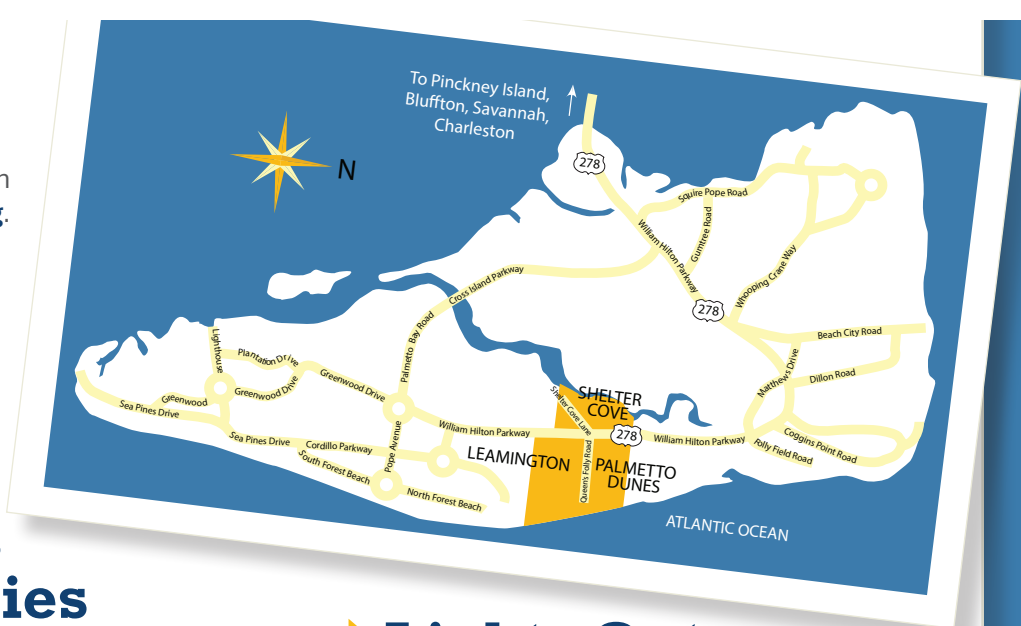 To Pinckney Island,
Bluffton, Savannah,
Charleston
N
278
Squire Pope Road
Gumtree Road
William Hilton Parkway
Whooping Crane Way
278
Cross Island Parkway
Beach City Road
Palmetto Bay Road
Lighthouse
Plantation Drive
Greenwood Drive
Greenwood Drive
Greenwood
Sea Pines Drive
Matthews Drive
Dillon Road
SHELTER
COVE
Shelter Cove Lane
William Hilton Parkway
278
William Hilton Parkway
Coggins Point Road
Folly Field Road
Sea Pines Drive
Cordillo Parkway
Pope Avenue
LEAMINGTON
Queen's Folly Road
PALMETTO
DUNES
South Forest Beach
North Forest Beach
ATLANTIC OCEAN
ies